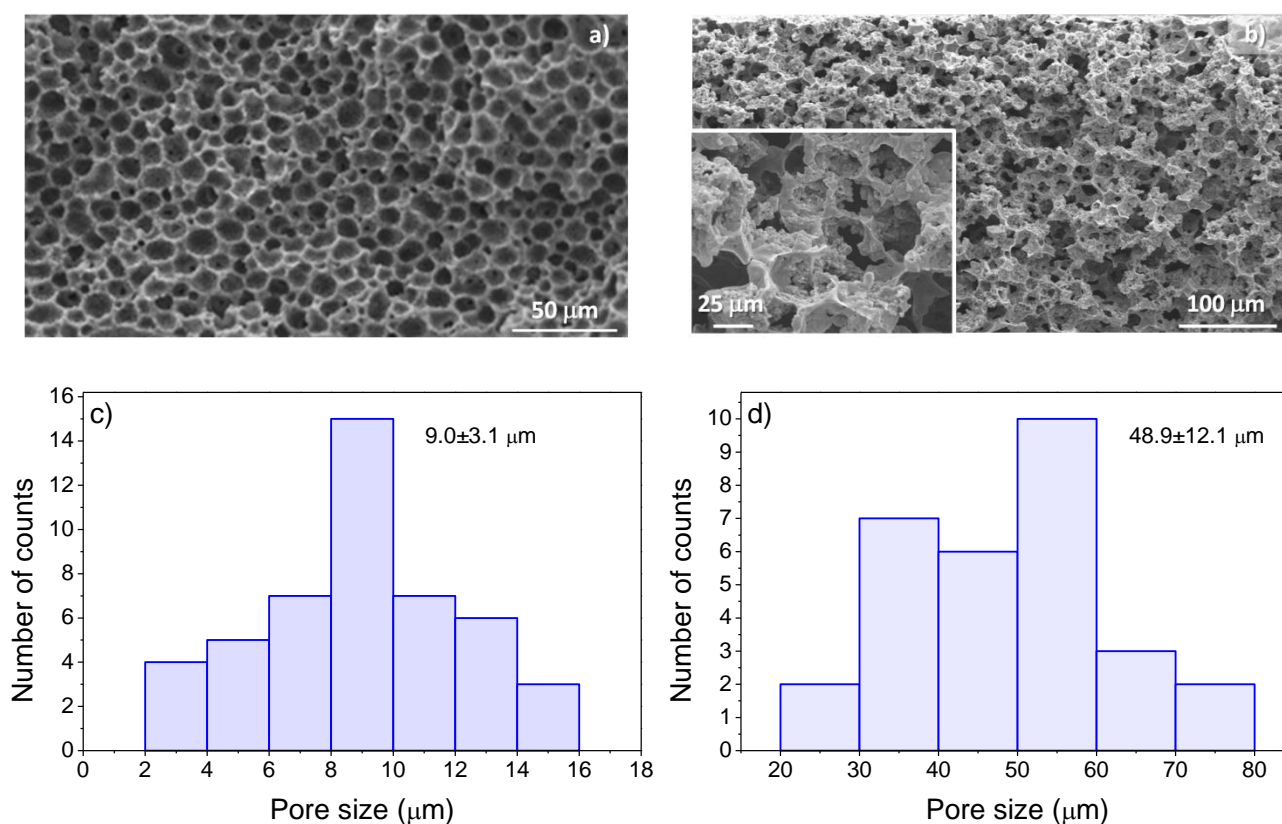 a)
50 μm
b)
25 μm
100 μm
c)
9.0±3.1 μm
Number of counts
16
14
12
10
8
6
4
2
0
0 2 4 6 8 10 12 14 16 18
Pore size (μm)
d)
48.9±12.1 μm
Number of counts
10
9
8
7
6
5
4
3
2
1
0
20 30 40 50 60 70 80
Pore size (μm)